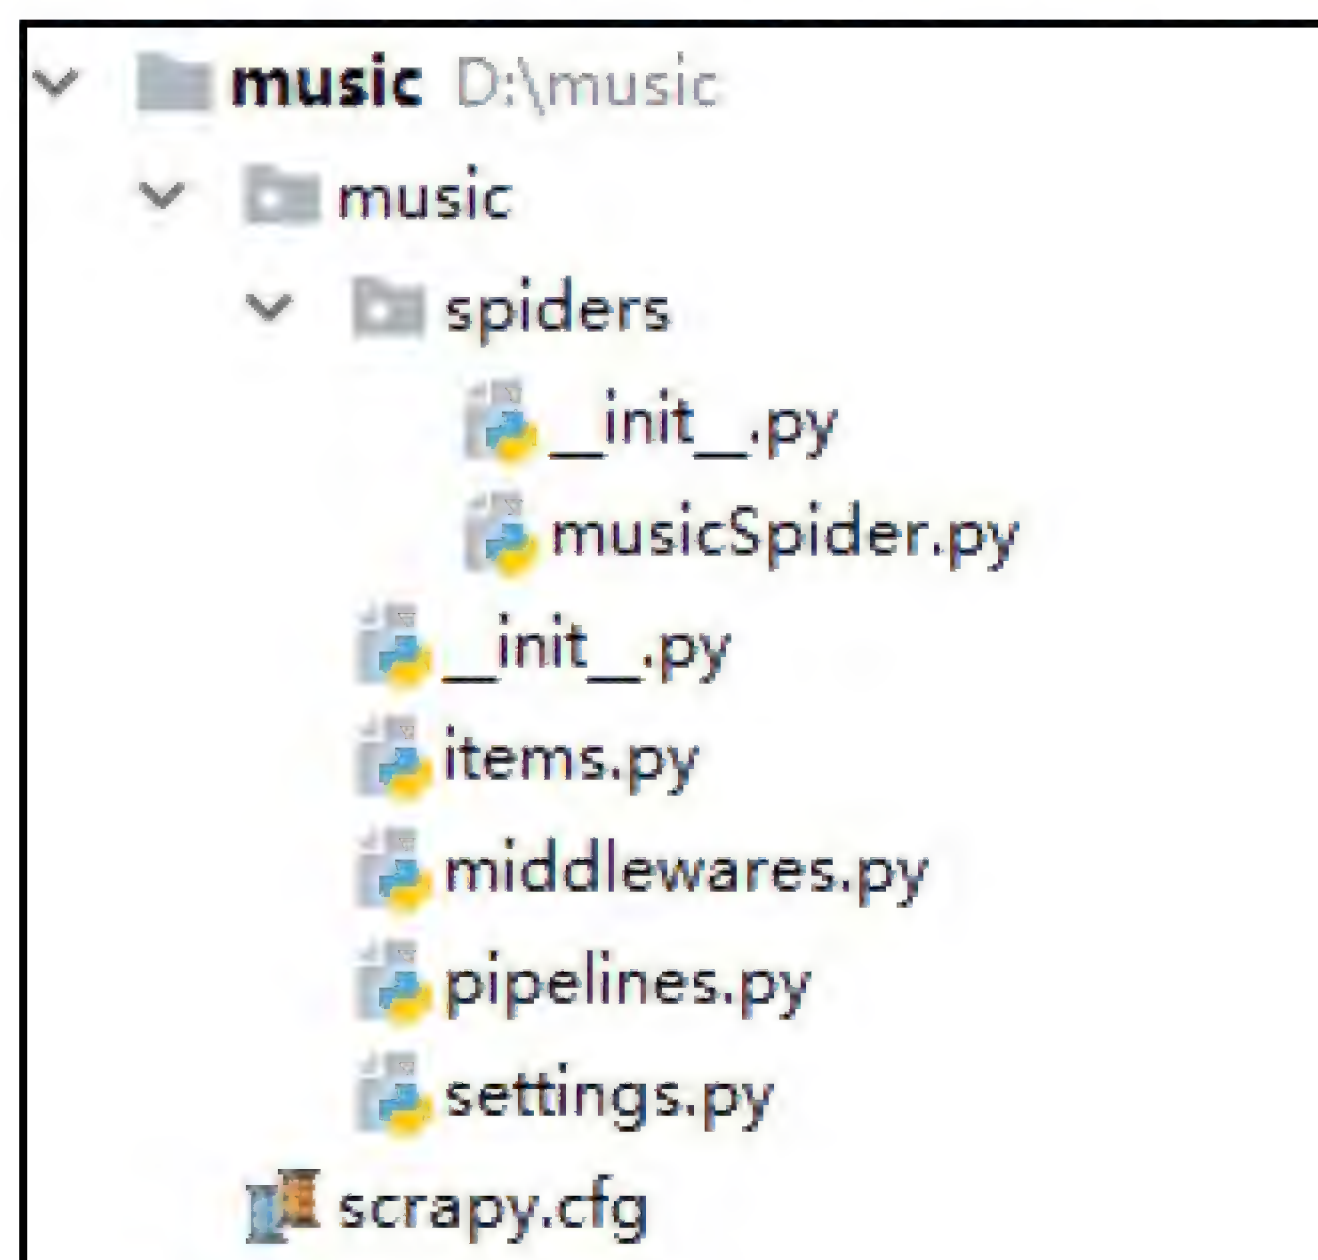 music D:\music
music
spiders
__init__.py
musicSpider.py
__init__.py
items.py
middlewares.py
pipelines.py
settings.py
scrapy.cfg